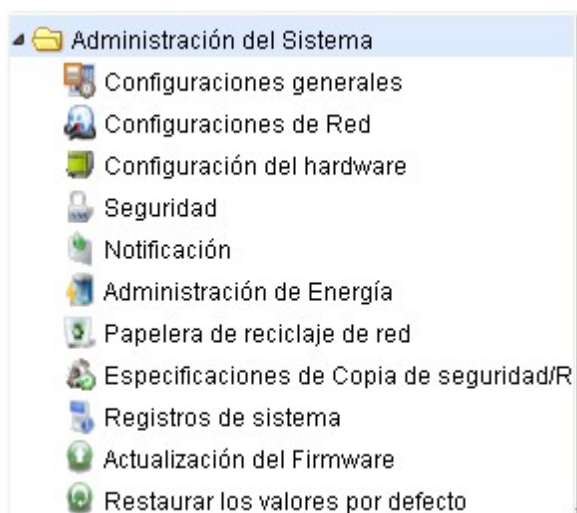 Administración del Sistema
Configuraciones generales
Configuraciones de Red
Configuración del hardware
Seguridad
Notificación
Administración de Energía
Papelera de reciclaje de red
Especificaciones de Copia de seguridad/R
Registros de sistema
Actualización del Firmware
Restaurar los valores por defecto